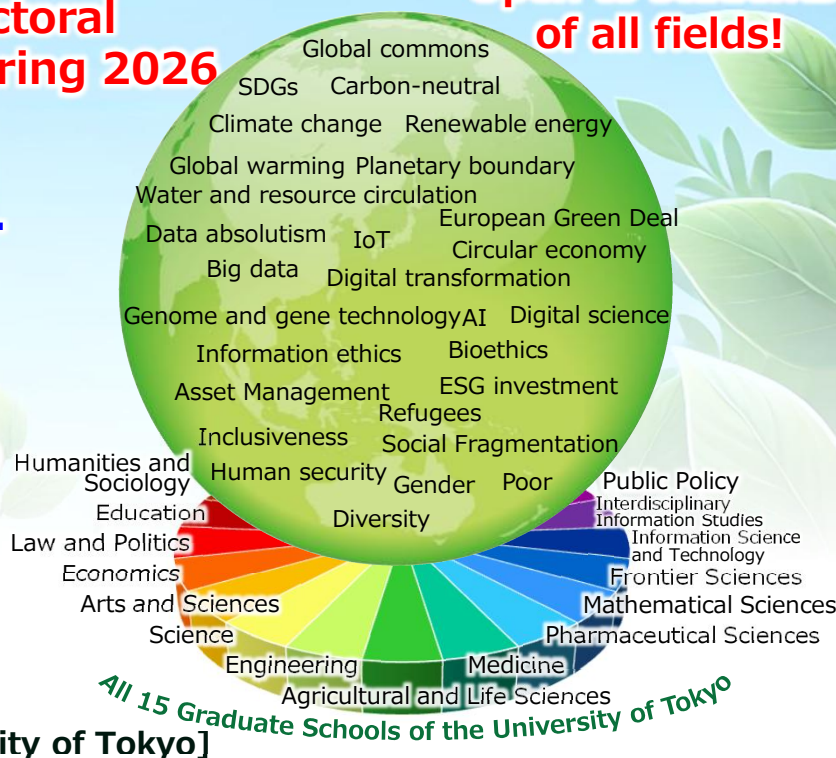 ctoral
ring 2026
of all fields!
Global commons
SDGs Carbon-neutral
Climate change Renewable energy
Global warming Planetary boundary
Water and resource circulation
European Green Deal
Data absolutism IoT
Circular economy
Big data
Digital transformation
Genome and gene technology AI Digital science
Information ethics Bioethics
Asset Management ESG investment
Refugees
Inclusiveness Social Fragmentation
Human security Gender Poor
Diversity
Humanities and
Sociology
Education
Law and Politics
Economics
Arts and Sciences
Science
Engineering
Agricultural and Life Sciences
Medicine
Pharmaceutical Sciences
Mathematical Sciences
Frontier Sciences
Information Science
and Technology
Interdisciplinary
Information Studies
Public Policy
All 15 Graduate Schools of the University of Tokyo
ity of Tokyo]